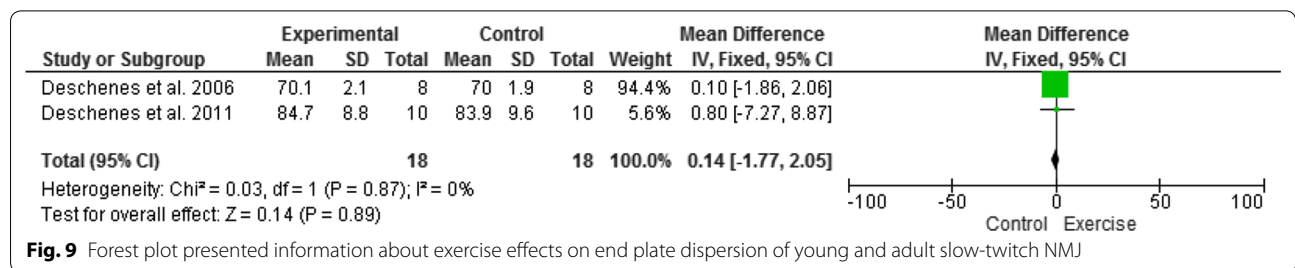 Experimental Control Mean Difference Mean Difference
Study or Subgroup Mean SD Total Mean SD Total Weight IV, Fixed, 95% CI IV, Fixed, 95% CI
Deschenes et al. 2006 70.1 2.1 8 70 1.9 8 94.4% 0.10 [-1.86, 2.06]
Deschenes et al. 2011 84.7 8.8 10 83.9 9.6 10 5.6% 0.80 [-7.27, 8.87]
Total (95% CI) 18 18 100.0% 0.14 [-1.77, 2.05]
Heterogeneity: Chi² = 0.03, df = 1 (P = 0.87); I² = 0%
Test for overall effect: Z = 0.14 (P = 0.89)
-100 -50 0 50 100
Control Exercise
Fig. 9 Forest plot presented information about exercise effects on end plate dispersion of young and adult slow-twitch NMJ